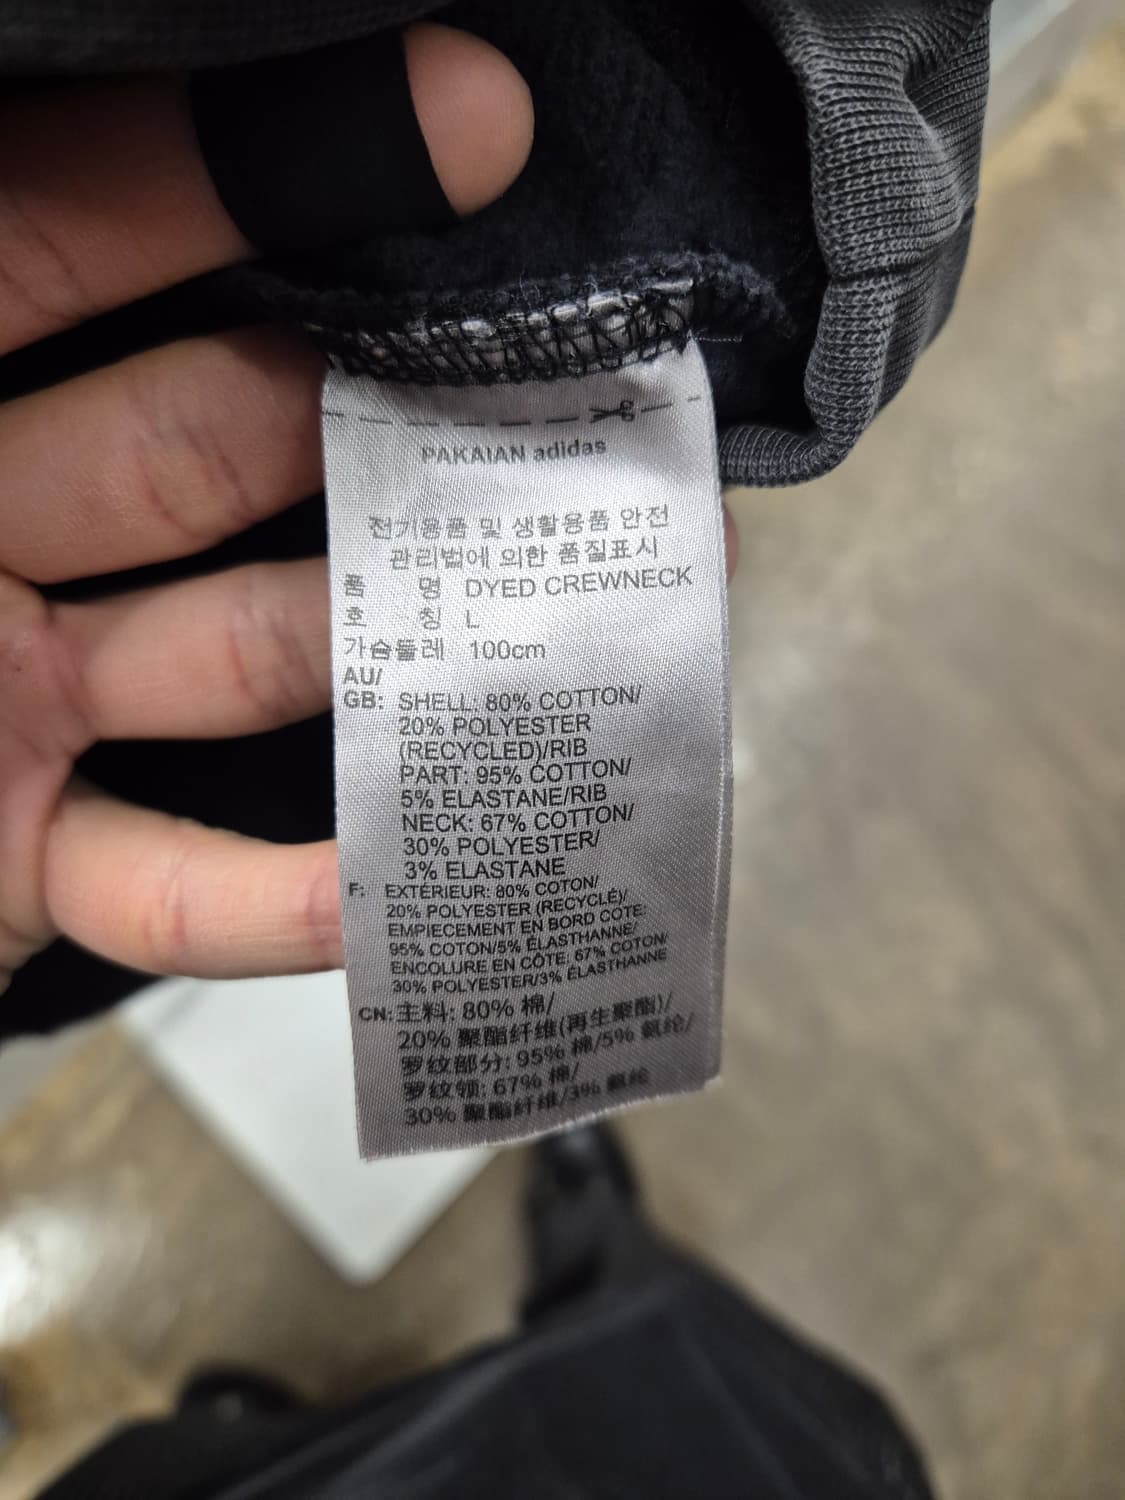 PAKAIAN adidas
전기용품 및 생활용품 안전
관리법에 의한 품질표시
품 명 DYED CREWNECK
호 칭 L
가슴둘레 100cm
AU/
GB: SHELL: 80% COTTON/
20% POLYESTER
(RECYCLED)/RIB
PART: 95% COTTON/
5% ELASTANE/RIB
NECK: 67% COTTON/
30% POLYESTER/
3% ELASTANE
F: EXTÉRIEUR: 80% COTON/
20% POLYESTER (RECYCLÉ)/
EMPIECEMENT EN BORD COTE:
95% COTON/5% ÉLASTHANNE/
ENCOLURE EN CÔTE: 67% COTON/
30% POLYESTER/3% ÉLASTHANNE
CN: 主料: 80% 棉/
20% 聚酯纤维(再生聚酯)/
罗纹部分: 95% 棉/5% 氨纶/
罗纹领: 67% 棉/
30% 聚酯纤维/3% 氨纶